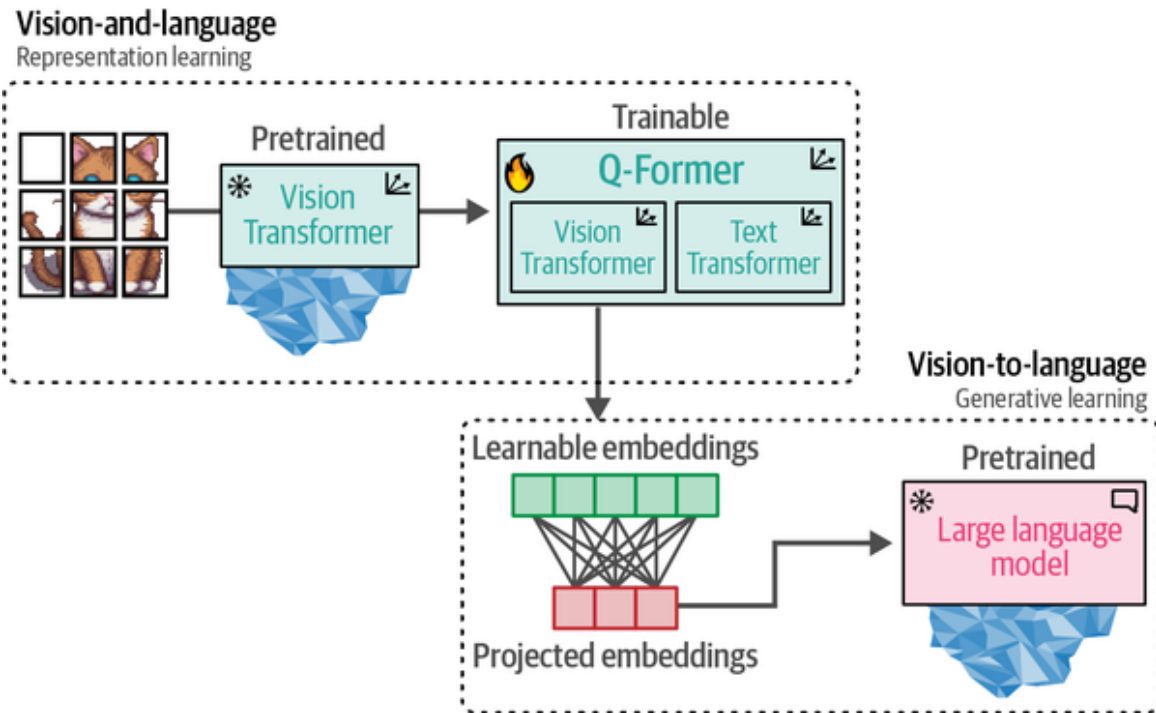 Vision-and-language
Representation learning
Pretrained
Vision
Transformer
Trainable
Q-Former
Vision
Transformer
Text
Transformer
Vision-to-language
Generative learning
Learnable embeddings
Projected embeddings
Pretrained
Large language
model